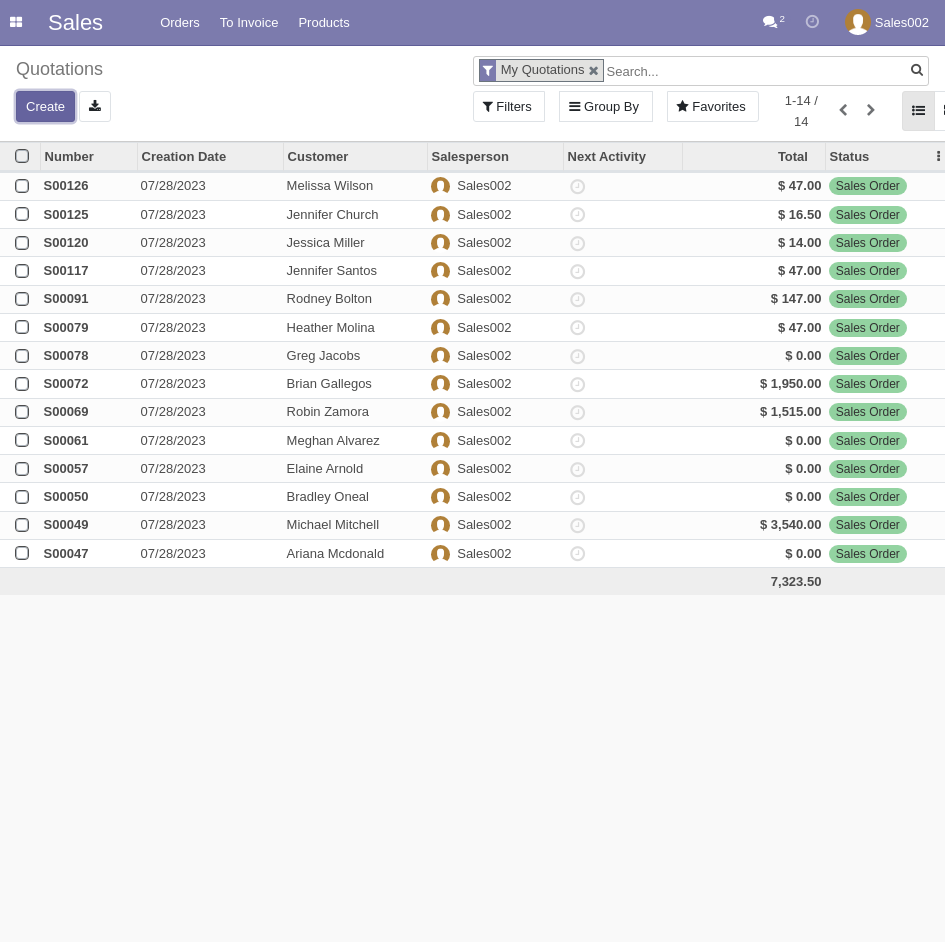 Sales Orders To Invoice Products 2 Sales002
Quotations My Quotations Search...
Create Filters Group By Favorites 1-14 / 14
Number Creation Date Customer Salesperson Next Activity Total Status
S00126 07/28/2023 Melissa Wilson Sales002 $ 47.00 Sales Order
S00125 07/28/2023 Jennifer Church Sales002 $ 16.50 Sales Order
S00120 07/28/2023 Jessica Miller Sales002 $ 14.00 Sales Order
S00117 07/28/2023 Jennifer Santos Sales002 $ 47.00 Sales Order
S00091 07/28/2023 Rodney Bolton Sales002 $ 147.00 Sales Order
S00079 07/28/2023 Heather Molina Sales002 $ 47.00 Sales Order
S00078 07/28/2023 Greg Jacobs Sales002 $ 0.00 Sales Order
S00072 07/28/2023 Brian Gallegos Sales002 $ 1,950.00 Sales Order
S00069 07/28/2023 Robin Zamora Sales002 $ 1,515.00 Sales Order
S00061 07/28/2023 Meghan Alvarez Sales002 $ 0.00 Sales Order
S00057 07/28/2023 Elaine Arnold Sales002 $ 0.00 Sales Order
S00050 07/28/2023 Bradley Oneal Sales002 $ 0.00 Sales Order
S00049 07/28/2023 Michael Mitchell Sales002 $ 3,540.00 Sales Order
S00047 07/28/2023 Ariana Mcdonald Sales002 $ 0.00 Sales Order
7,323.50